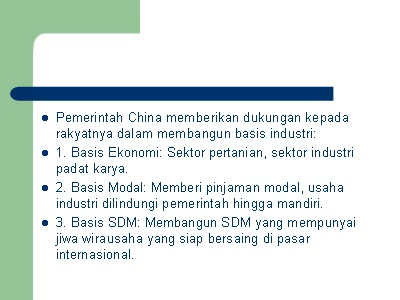 Pemerintah China memberikan dukungan kepada
rakyatnya dalam membangun basis industri:
1. Basis Ekonomi: Sektor pertanian, sektor industri
padat karya.
2. Basis Modal: Memberi pinjaman modal, usaha
industri dilindungi pemerintah hingga mandiri.
3. Basis SDM: Membangun SDM yang mempunyai
jiwa wirausaha yang siap bersaing di pasar
internasional.